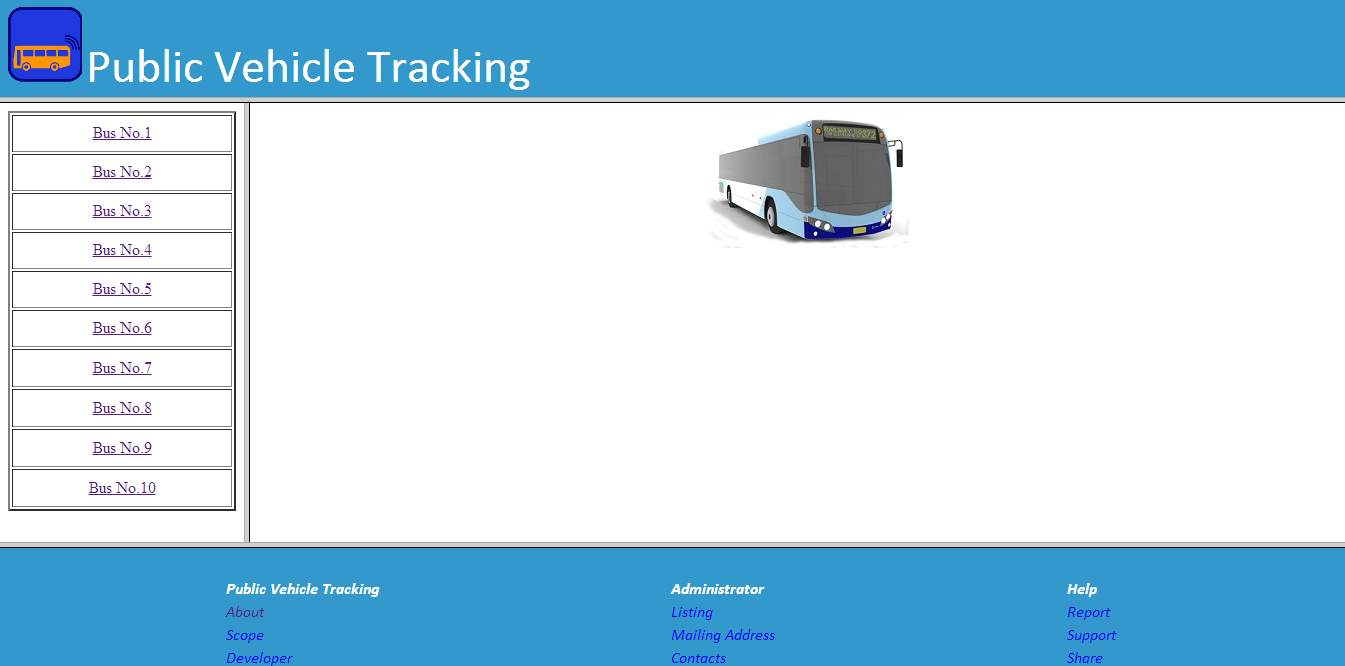 Public Vehicle Tracking
Bus No.1
Bus No.2
Bus No.3
Bus No.4
Bus No.5
Bus No.6
Bus No.7
Bus No.8
Bus No.9
Bus No.10
RAILWAY
372
Public Vehicle Tracking
About
Scope
Developer
Administrator
Listing
Mailing Address
Contacts
Help
Report
Support
Share